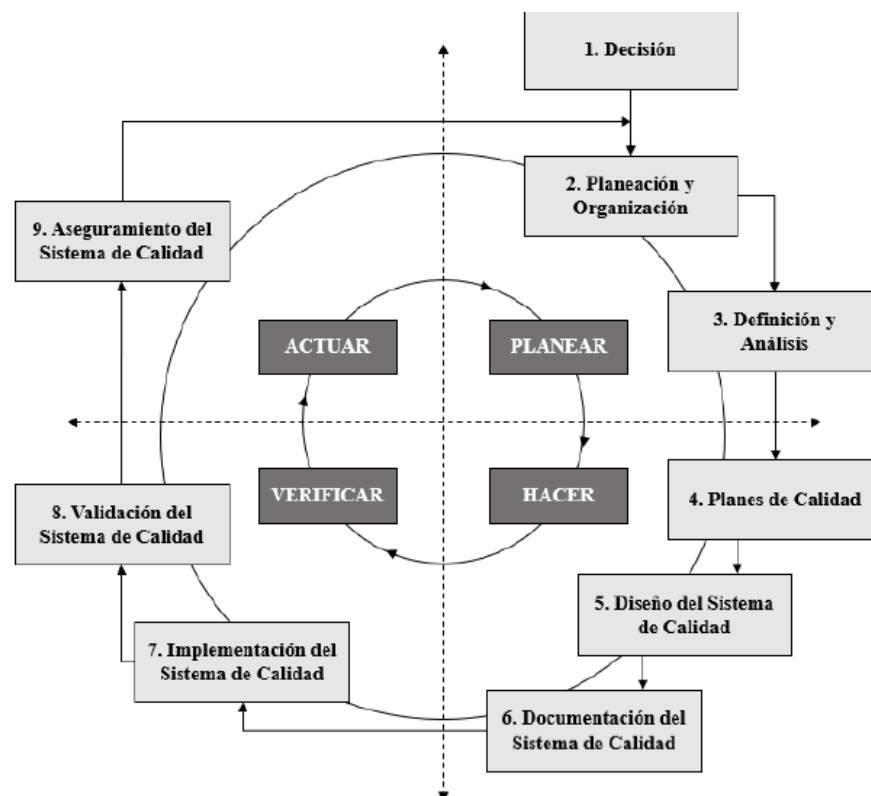 1. Decisión
2. Planeación y
Organización
3. Definición y
Análisis
4. Planes de Calidad
5. Diseño del Sistema
de Calidad
6. Documentación del
Sistema de Calidad
7. Implementación del
Sistema de Calidad
8. Validación del
Sistema de Calidad
9. Aseguramiento del
Sistema de Calidad
ACTUAR
PLANEAR
VERIFICAR
HACER